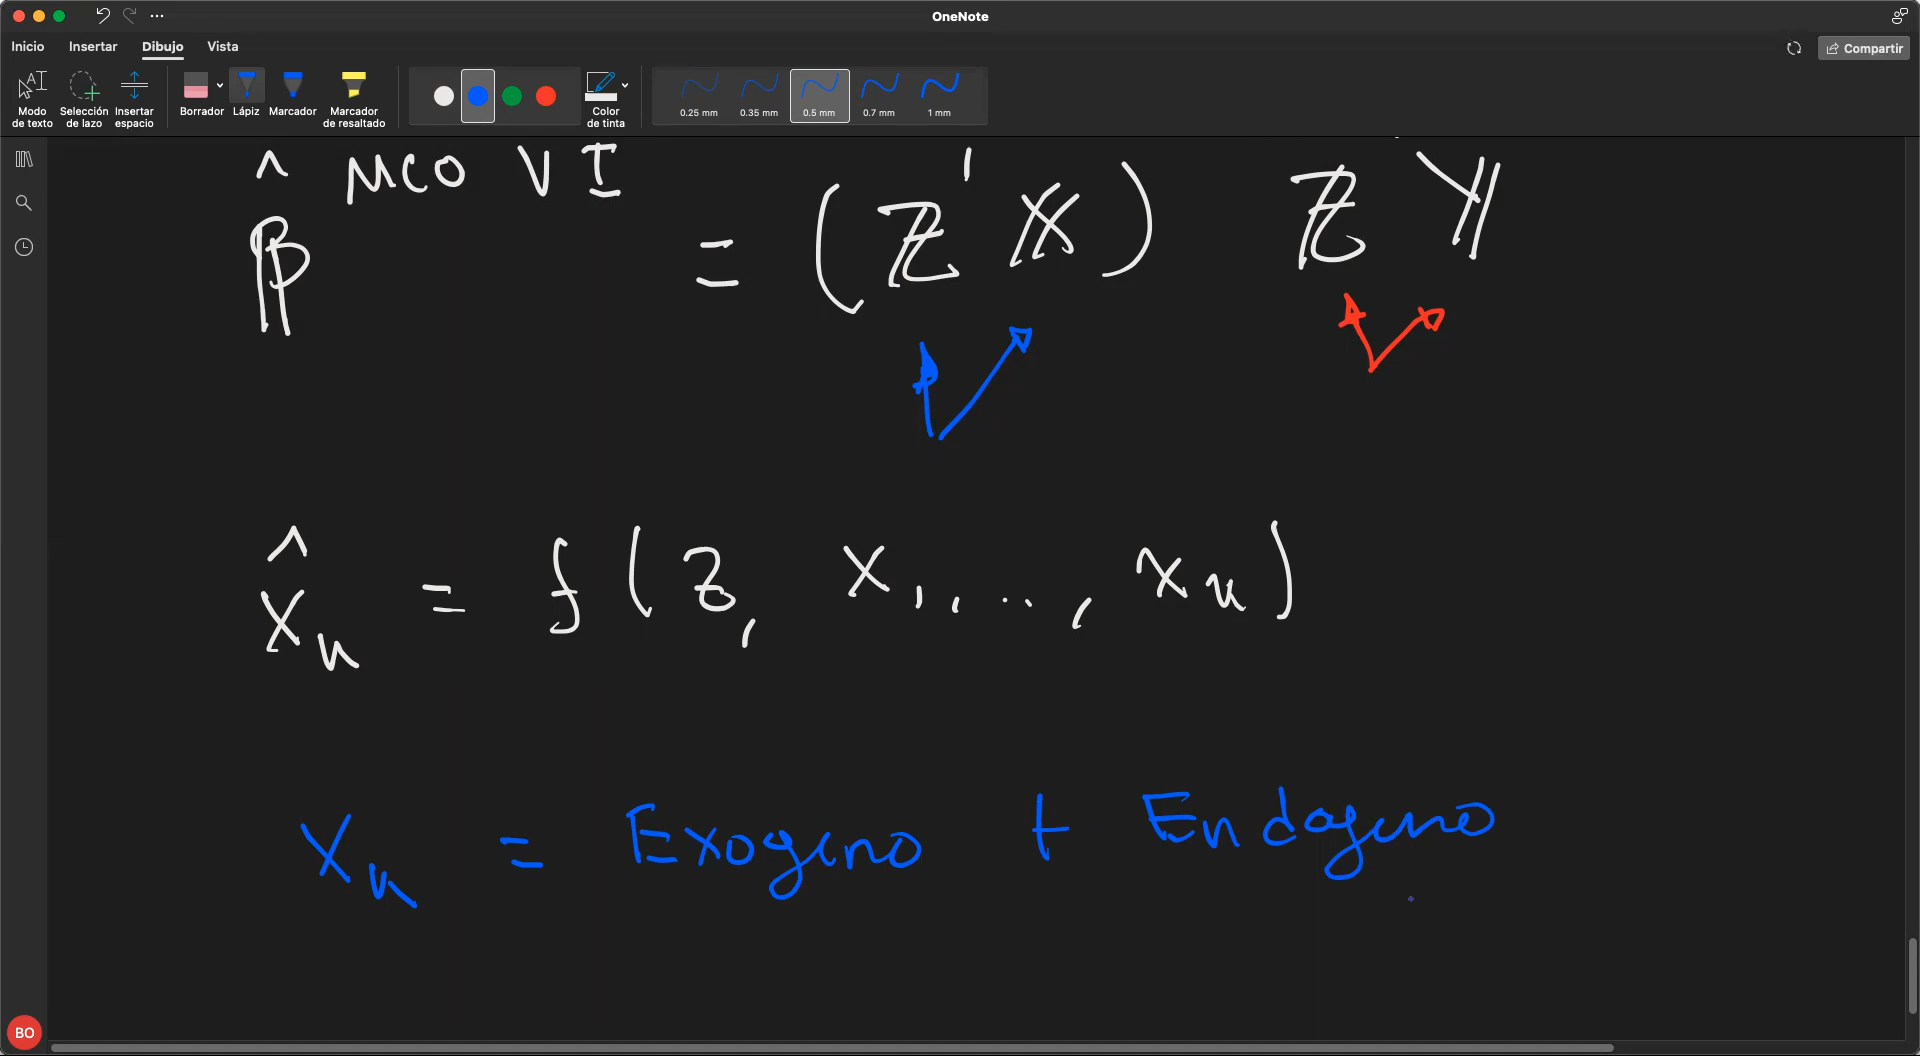 OneNote
Inicio Insertar Dibujo Vista Compartir
Modo de texto Selección de lazo Insertar espacio Borrador Lápiz Marcador Marcador de resaltado Color de tinta 0.25 mm 0.35 mm 0.5 mm 0.7 mm 1 mm
β̂ MCO VI = (Z'X) Z Y
X̂k = f(Z, X1, ..., Xk)
Xk = Exogeno + Endogeno
BO